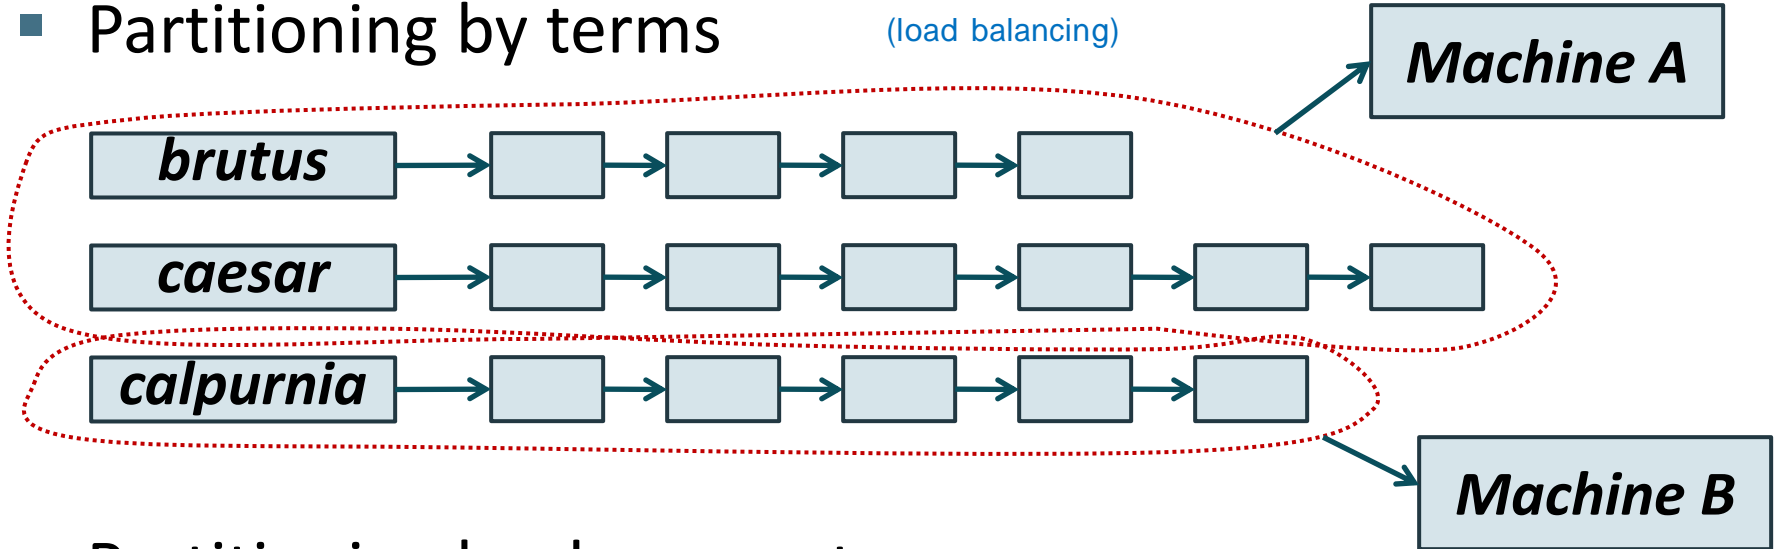 Partitioning by terms (load balancing)
Machine A
brutus
caesar
calpurnia
Machine B